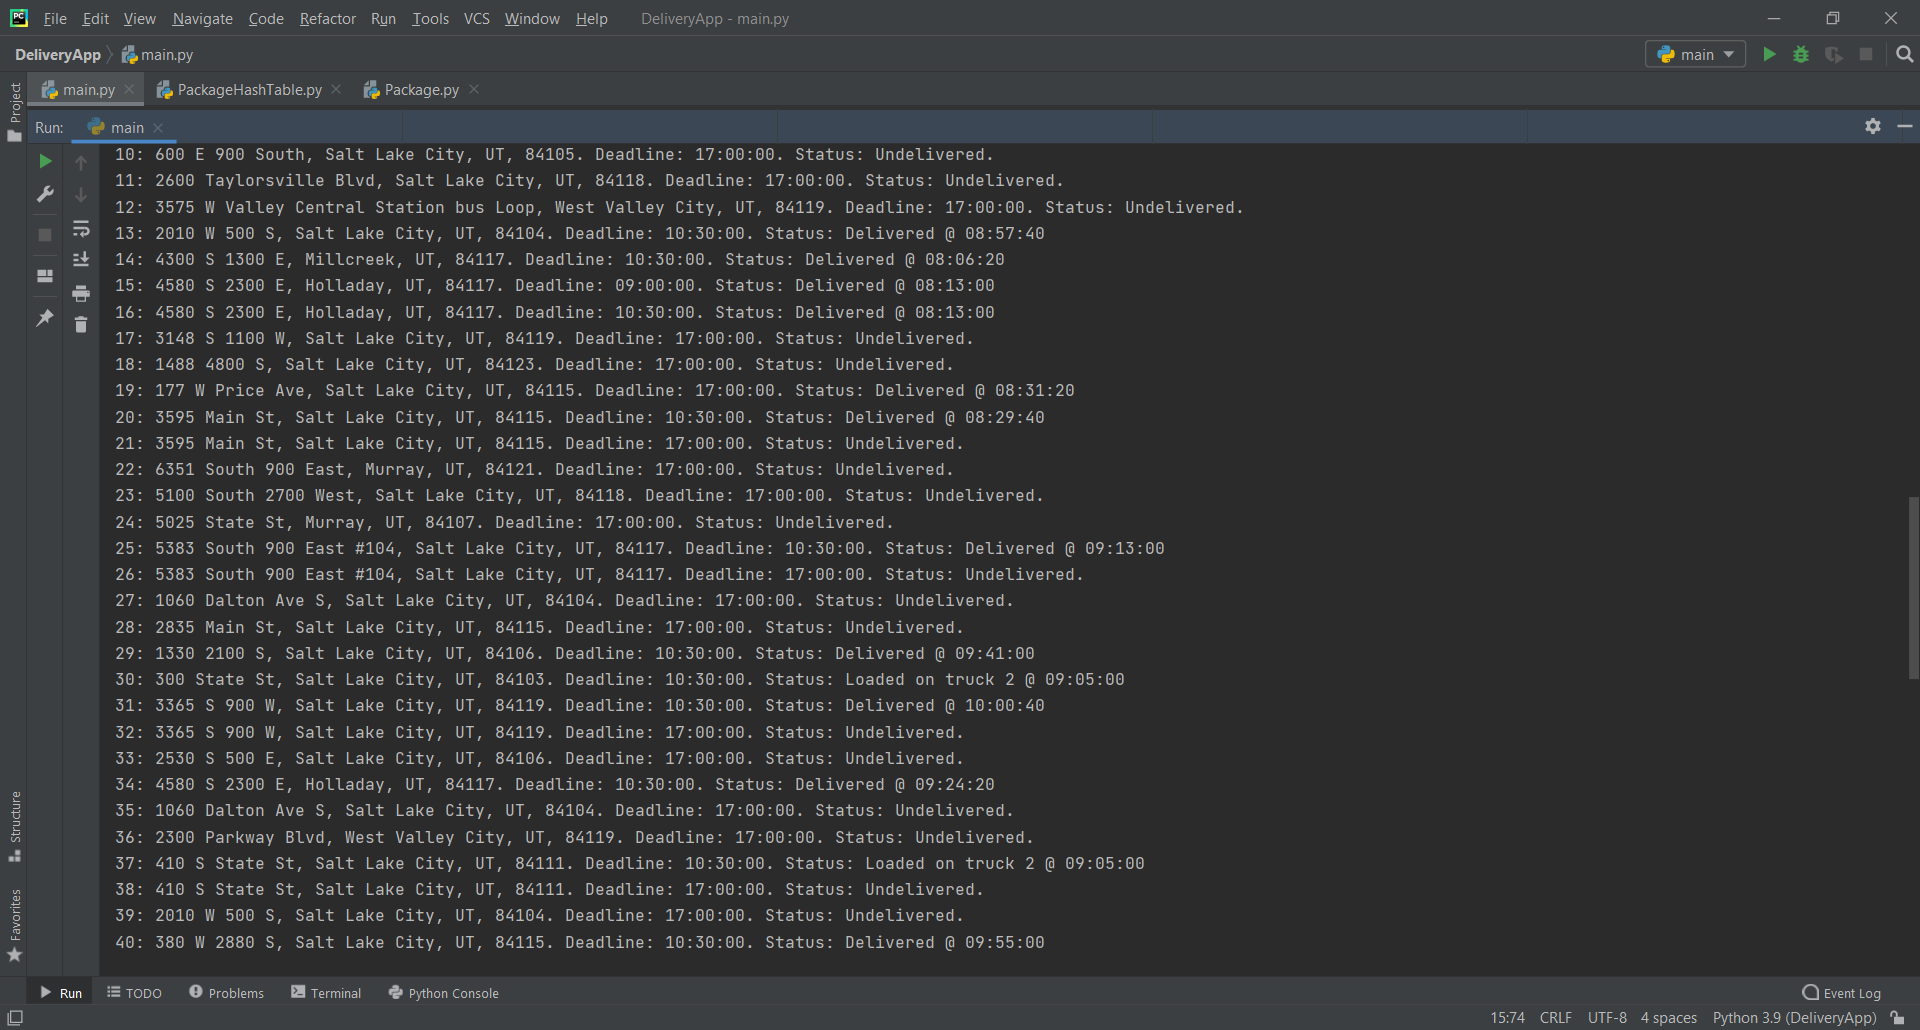 PC File Edit View Navigate Code Refactor Run Tools VCS Window Help DeliveryApp - main.py
DeliveryApp main.py main
main.py PackageHashTable.py Package.py
Project
Run: main
10: 600 E 900 South, Salt Lake City, UT, 84105. Deadline: 17:00:00. Status: Undelivered.
11: 2600 Taylorsville Blvd, Salt Lake City, UT, 84118. Deadline: 17:00:00. Status: Undelivered.
12: 3575 W Valley Central Station bus Loop, West Valley City, UT, 84119. Deadline: 17:00:00. Status: Undelivered.
13: 2010 W 500 S, Salt Lake City, UT, 84104. Deadline: 10:30:00. Status: Delivered @ 08:57:40
14: 4300 S 1300 E, Millcreek, UT, 84117. Deadline: 10:30:00. Status: Delivered @ 08:06:20
15: 4580 S 2300 E, Holladay, UT, 84117. Deadline: 09:00:00. Status: Delivered @ 08:13:00
16: 4580 S 2300 E, Holladay, UT, 84117. Deadline: 10:30:00. Status: Delivered @ 08:13:00
17: 3148 S 1100 W, Salt Lake City, UT, 84119. Deadline: 17:00:00. Status: Undelivered.
18: 1488 4800 S, Salt Lake City, UT, 84123. Deadline: 17:00:00. Status: Undelivered.
19: 177 W Price Ave, Salt Lake City, UT, 84115. Deadline: 17:00:00. Status: Delivered @ 08:31:20
20: 3595 Main St, Salt Lake City, UT, 84115. Deadline: 10:30:00. Status: Delivered @ 08:29:40
21: 3595 Main St, Salt Lake City, UT, 84115. Deadline: 17:00:00. Status: Undelivered.
22: 6351 South 900 East, Murray, UT, 84121. Deadline: 17:00:00. Status: Undelivered.
23: 5100 South 2700 West, Salt Lake City, UT, 84118. Deadline: 17:00:00. Status: Undelivered.
24: 5025 State St, Murray, UT, 84107. Deadline: 17:00:00. Status: Undelivered.
25: 5383 South 900 East #104, Salt Lake City, UT, 84117. Deadline: 10:30:00. Status: Delivered @ 09:13:00
26: 5383 South 900 East #104, Salt Lake City, UT, 84117. Deadline: 17:00:00. Status: Undelivered.
27: 1060 Dalton Ave S, Salt Lake City, UT, 84104. Deadline: 17:00:00. Status: Undelivered.
28: 2835 Main St, Salt Lake City, UT, 84115. Deadline: 17:00:00. Status: Undelivered.
29: 1330 2100 S, Salt Lake City, UT, 84106. Deadline: 10:30:00. Status: Delivered @ 09:41:00
30: 300 State St, Salt Lake City, UT, 84103. Deadline: 10:30:00. Status: Loaded on truck 2 @ 09:05:00
31: 3365 S 900 W, Salt Lake City, UT, 84119. Deadline: 10:30:00. Status: Delivered @ 10:00:40
32: 3365 S 900 W, Salt Lake City, UT, 84119. Deadline: 17:00:00. Status: Undelivered.
33: 2530 S 500 E, Salt Lake City, UT, 84106. Deadline: 17:00:00. Status: Undelivered.
34: 4580 S 2300 E, Holladay, UT, 84117. Deadline: 10:30:00. Status: Delivered @ 09:24:20
35: 1060 Dalton Ave S, Salt Lake City, UT, 84104. Deadline: 17:00:00. Status: Undelivered.
36: 2300 Parkway Blvd, West Valley City, UT, 84119. Deadline: 17:00:00. Status: Undelivered.
37: 410 S State St, Salt Lake City, UT, 84111. Deadline: 10:30:00. Status: Loaded on truck 2 @ 09:05:00
38: 410 S State St, Salt Lake City, UT, 84111. Deadline: 17:00:00. Status: Undelivered.
39: 2010 W 500 S, Salt Lake City, UT, 84104. Deadline: 17:00:00. Status: Undelivered.
40: 380 W 2880 S, Salt Lake City, UT, 84115. Deadline: 10:30:00. Status: Delivered @ 09:55:00
Structure
Favorites
Run TODO Problems Terminal Python Console Event Log
15:74 CRLF UTF-8 4 spaces Python 3.9 (DeliveryApp)